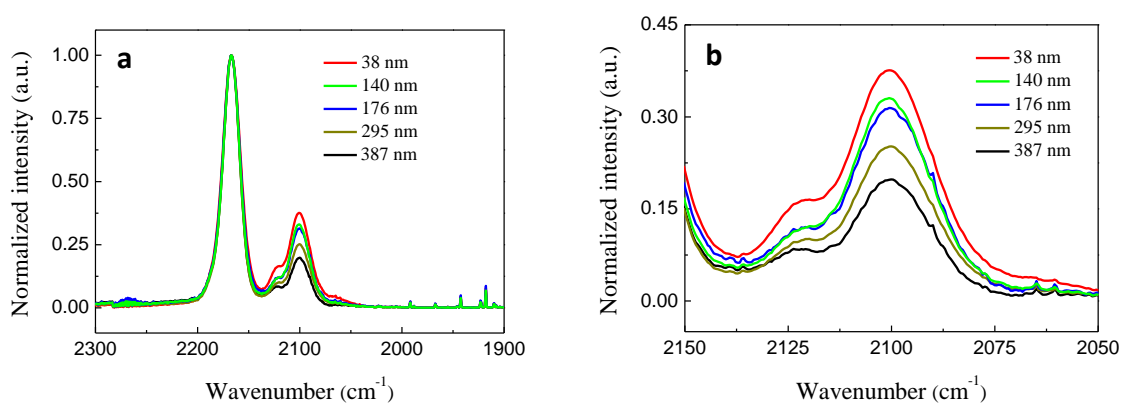 a
1.00
0.75
0.50
0.25
0.00
Normalized intensity (a.u.)
38 nm
140 nm
176 nm
295 nm
387 nm
2300 2200 2100 2000 1900
Wavenumber (cm⁻¹)
b
0.45
0.30
0.15
0.00
Normalized intensity (a.u.)
38 nm
140 nm
176 nm
295 nm
387 nm
2150 2125 2100 2075 2050
Wavenumber (cm⁻¹)